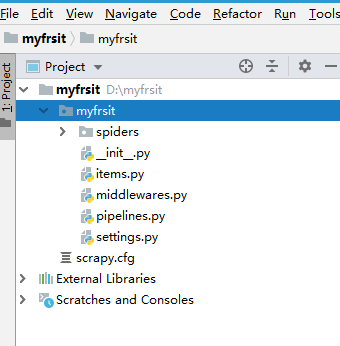 File Edit View Navigate Code Refactor Run Tools
myfrsit myfrsit
1: Project
Project
myfrsit D:\myfrsit
myfrsit
spiders
__init__.py
items.py
middlewares.py
pipelines.py
settings.py
scrapy.cfg
External Libraries
Scratches and Consoles